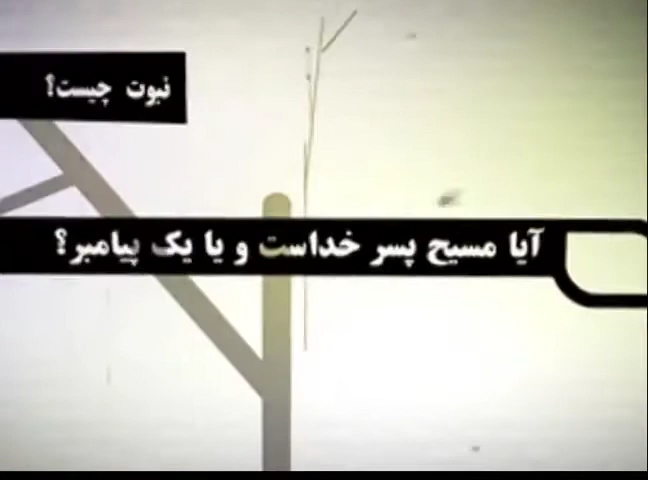 نبوت چیست؟
آیا مسیح پسر خداست و یا یک پیامبر؟